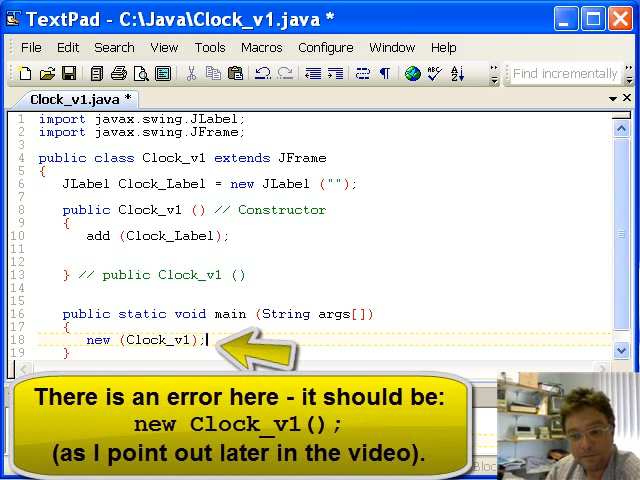 TextPad - C:\Java\Clock_v1.java *
File Edit Search View Tools Macros Configure Window Help
Find incrementally
Clock_v1.java *
1 import javax.swing.JLabel;
2 import javax.swing.JFrame;
3
4 public class Clock_v1 extends JFrame
5 {
6 JLabel Clock_Label = new JLabel ("");
7
8 public Clock_v1 () // Constructor
9 {
10 add (Clock_Label);
11
12
13 } // public Clock_v1 ()
14
15
16 public static void main (String args[])
17 {
18 new (Clock_v1);
19 }
There is an error here - it should be:
new Clock_v1();
(as I point out later in the video).
Bloc